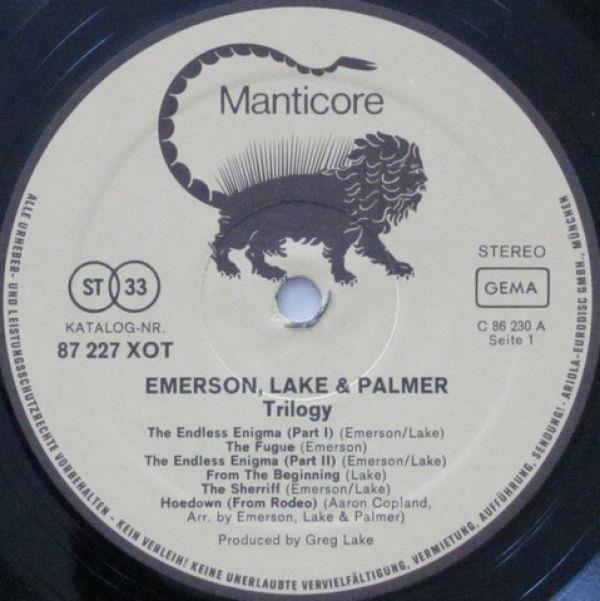 Manticore
ST 33
KATALOG-NR.
87 227 XOT
STEREO
GEMA
C 86 230 A
Seite 1
EMERSON, LAKE & PALMER
Trilogy
The Endless Enigma (Part I) (Emerson/Lake)
The Fugue (Emerson)
The Endless Enigma (Part II) (Emerson/Lake)
From The Beginning (Lake)
The Sherriff (Emerson/Lake)
Hoedown (From Rodeo) (Aaron Copland,
Arr. by Emerson, Lake & Palmer)
Produced by Greg Lake
ALLE URHEBER- UND LEISTUNGSSCHUTZRECHTE VORBEHALTEN - KEIN VERLEIH! KEINE UNERLAUBTE VERVIELFÄLTIGUNG, VERMIETUNG, AUFFÜHRUNG, SENDUNG! · ARIOLA-EURODISC GMBH., MÜNCHEN